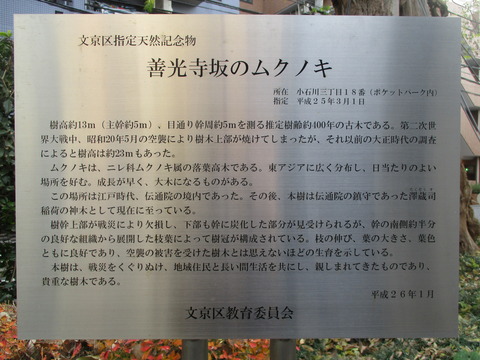 文京区指定天然記念物
善光寺坂のムクノキ
所在 小石川三丁目18番(ポケットパーク内)
指定 平成25年3月1日
樹高約13m(主幹約5m)、目通り幹周約5mを測る推定樹齢約400年の古木である。第二次世
界大戦中、昭和20年5月の空襲により樹木上部が焼けてしまったが、それ以前の大正時代の調査
によると樹高は約23mもあった。
ムクノキは、ニレ科ムクノキ属の落葉高木である。東アジアに広く分布し、日当たりのよい
場所を好む。成長が早く、大木になるものがある。
この場所は江戸時代、伝通院の境内であった。その後、本樹は伝通院の鎮守であった澤蔵司
稲荷の神木として現在に至っている。
樹幹上部が戦災により欠損し、下部も幹に炭化した部分が見受けられるが、幹の南側約半分
の良好な組織から展開した枝葉によって樹冠が構成されている。枝の伸び、葉の大きさ、葉色
ともに良好であり、空襲の被害を受けた樹木とは思えないほどの生育を示している。
本樹は、戦災をくぐりぬけ、地域住民と長い間生活を共にし、親しまれてきたものであり、
貴重な樹木である。
平成26年1月
文京区教育委員会